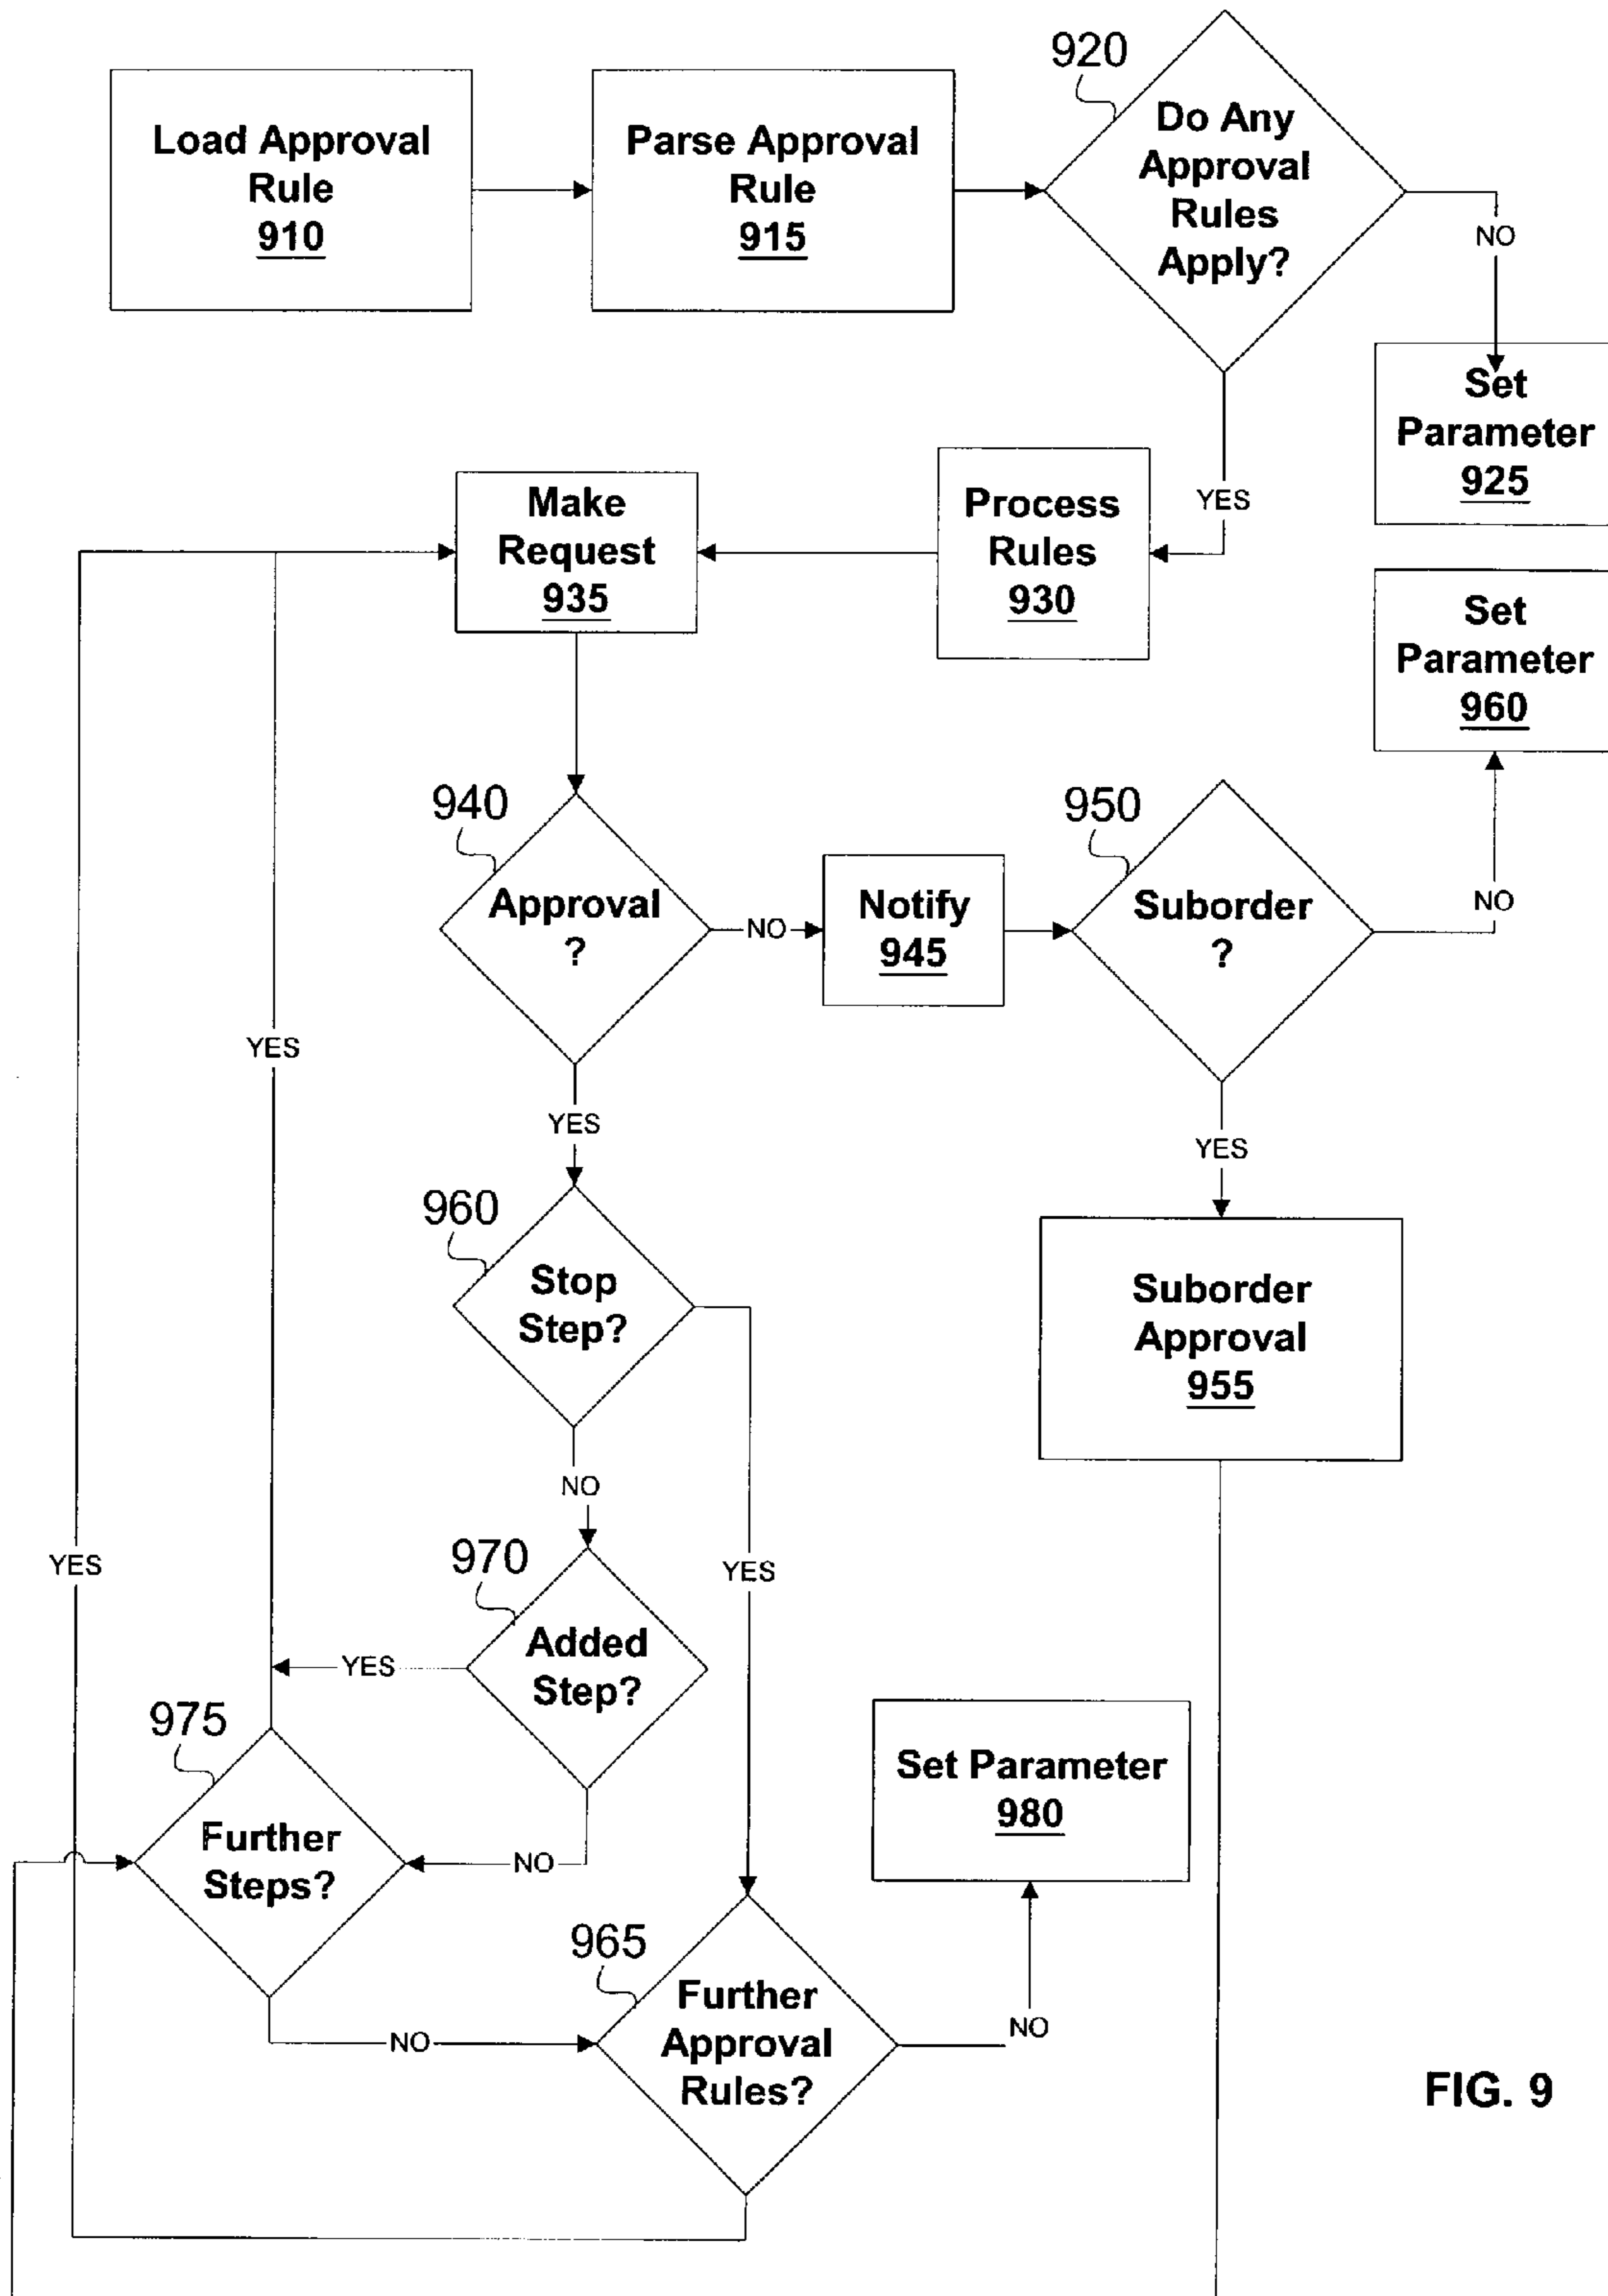 920
Load Approval
Rule
910
Parse Approval
Rule
915
Do Any
Approval
Rules
Apply?
NO
Set
Parameter
925
YES
Process
Rules
930
Make
Request
935
Set
Parameter
960
940
Approval
?
NO
Notify
945
950
Suborder
?
NO
YES
YES
YES
Suborder
Approval
955
960
Stop
Step?
NO
YES
YES
970
Added
Step?
YES
NO
975
Further
Steps?
NO
Set Parameter
980
965
Further
Approval
Rules?
NO
FIG. 9